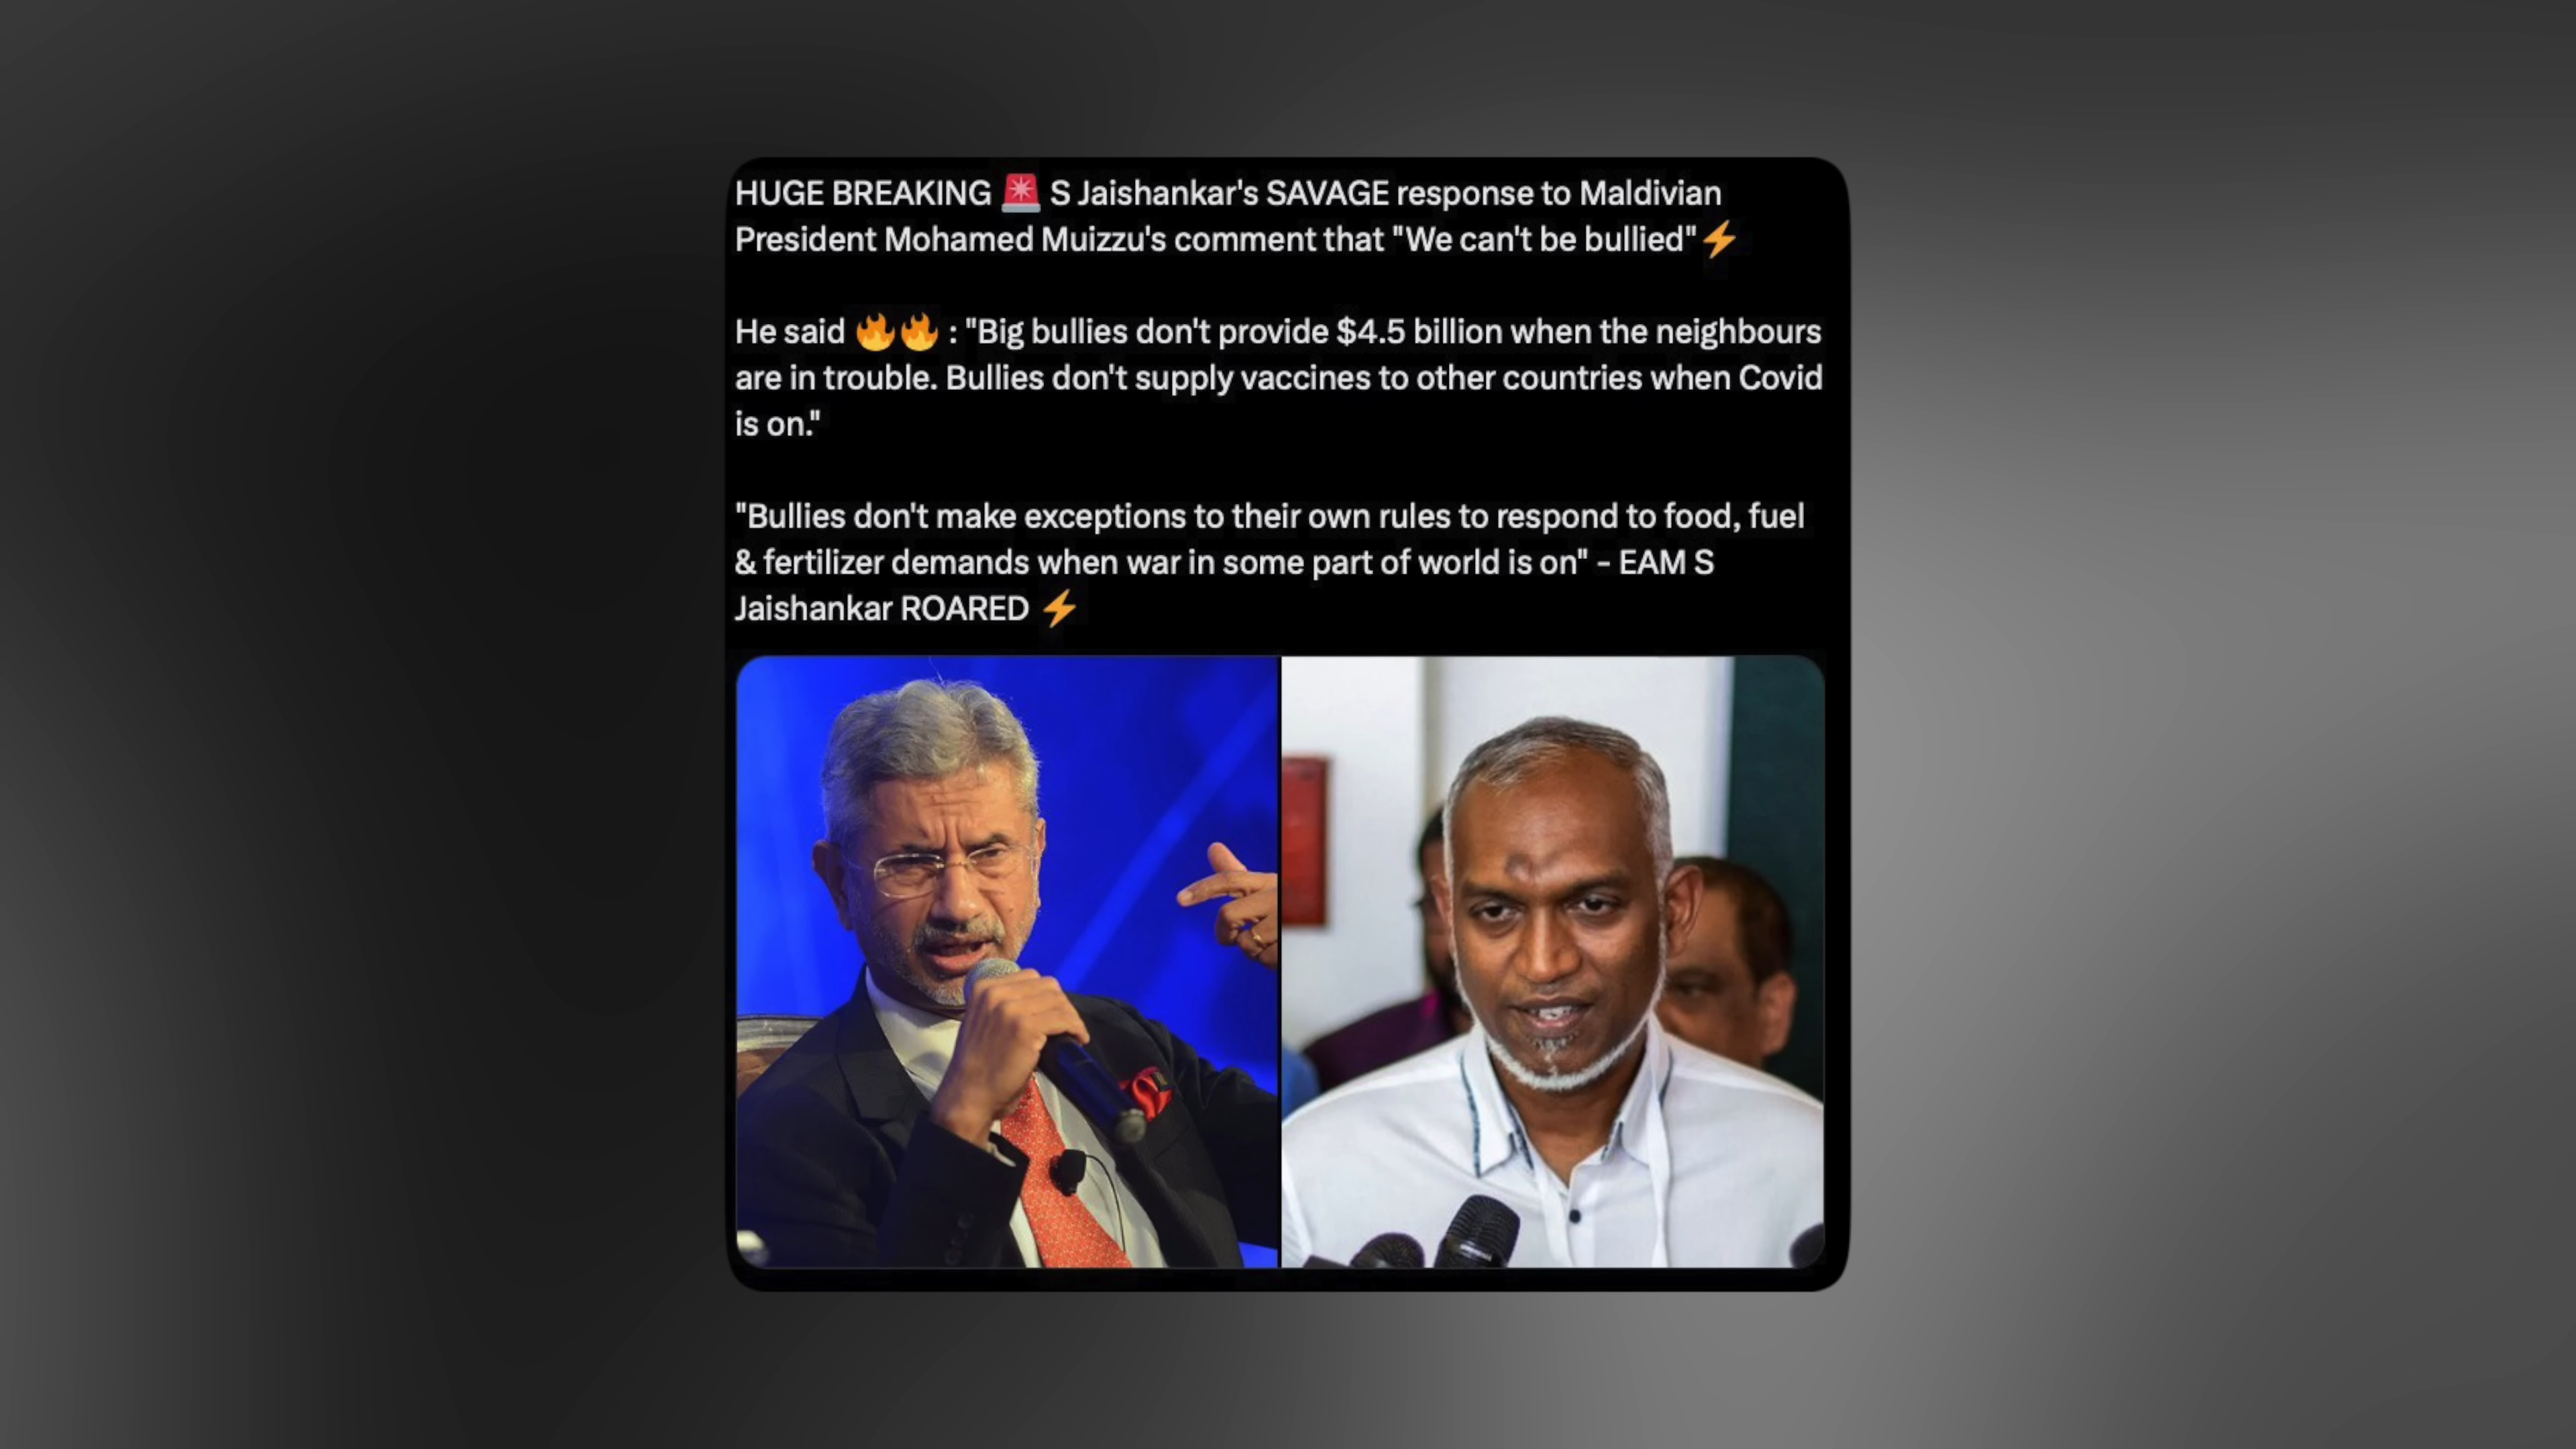 HUGE BREAKING 🚨 S Jaishankar's SAVAGE response to Maldivian
President Mohamed Muizzu's comment that "We can't be bullied"⚡
He said 🔥🔥 : "Big bullies don't provide $4.5 billion when the neighbours
are in trouble. Bullies don't supply vaccines to other countries when Covid
is on."
"Bullies don't make exceptions to their own rules to respond to food, fuel
& fertilizer demands when war in some part of world is on" - EAM S
Jaishankar ROARED ⚡